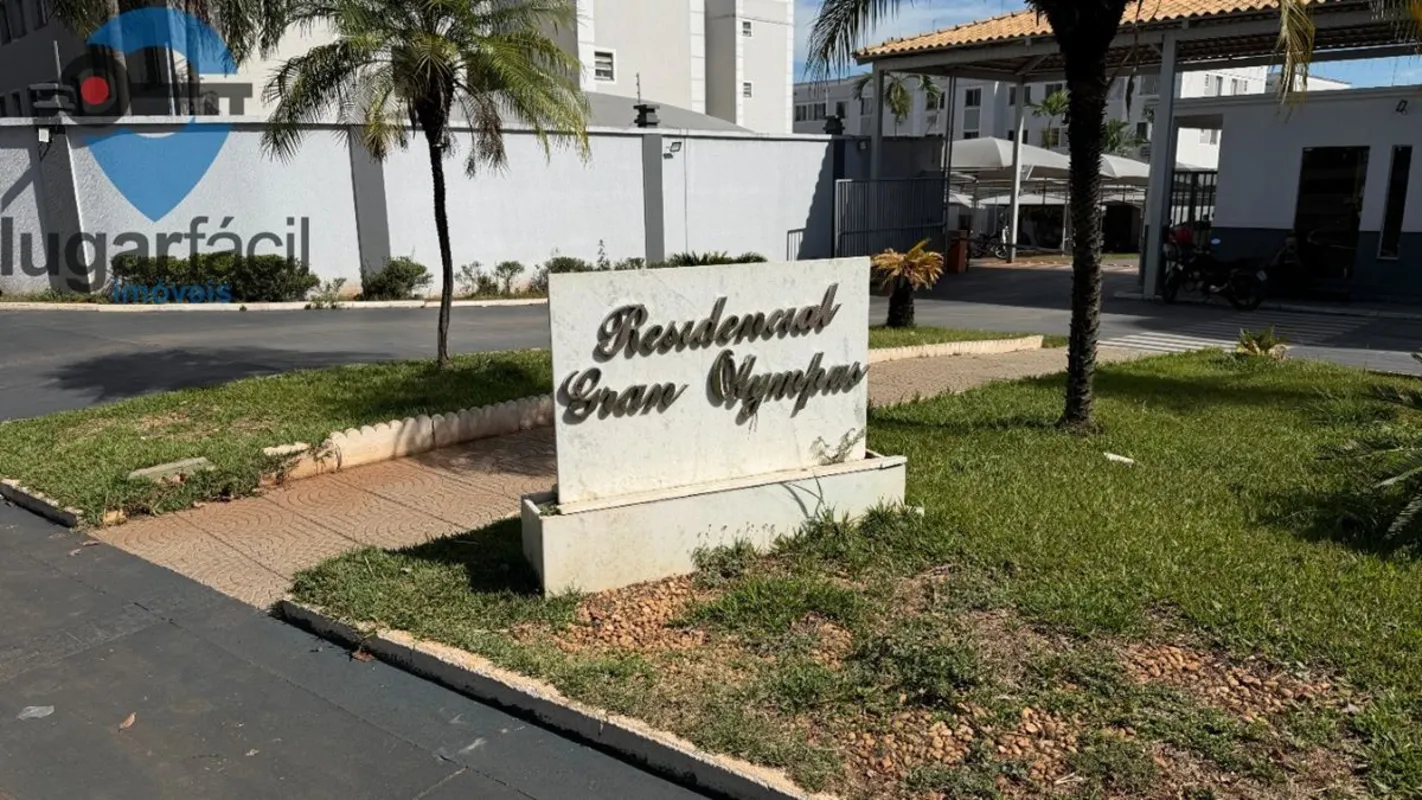 lugarfácil
imóveis
Residencial
Gran Olympus